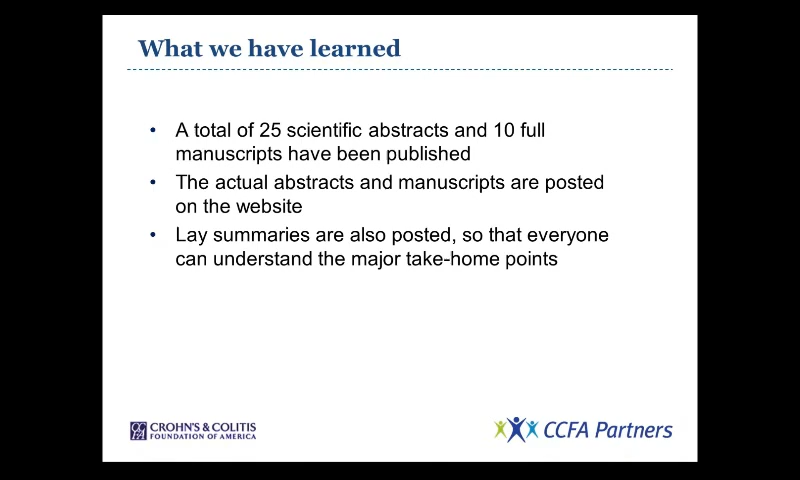 What we have learned
• A total of 25 scientific abstracts and 10 full
manuscripts have been published
• The actual abstracts and manuscripts are posted
on the website
• Lay summaries are also posted, so that everyone
can understand the major take-home points
CROHN'S & COLITIS
FOUNDATION OF AMERICA
CCFA Partners